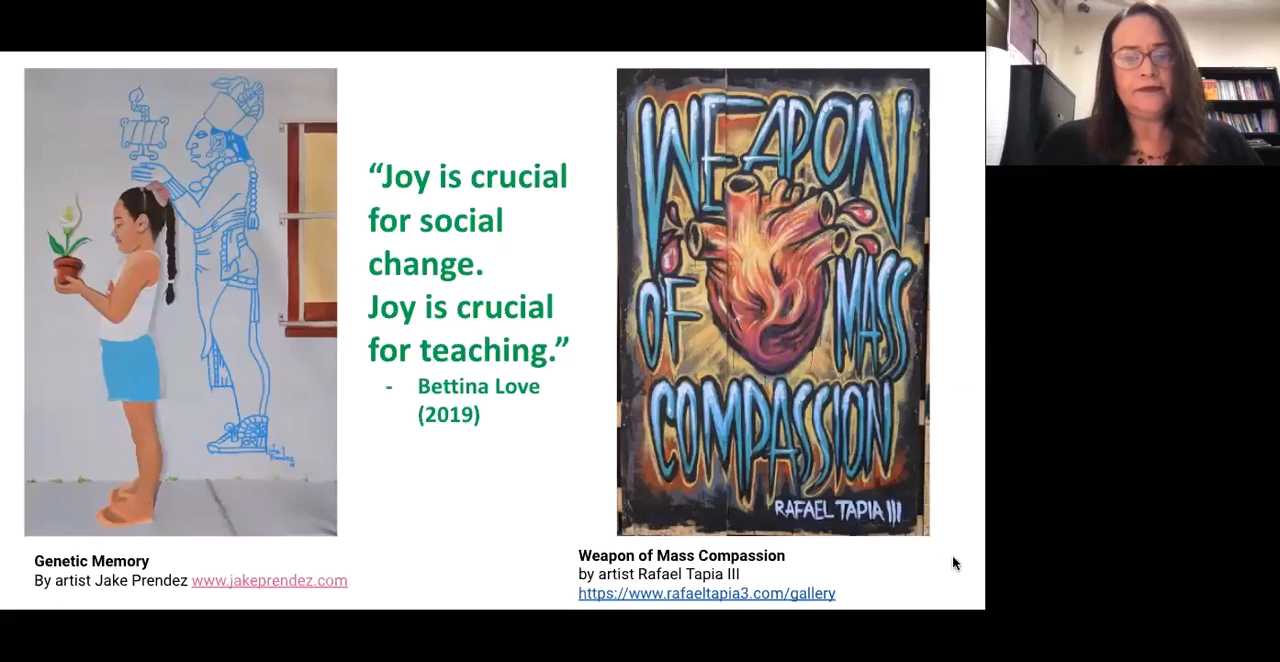 “Joy is crucial
for social
change.
Joy is crucial
for teaching.”
- Bettina Love
(2019)
WEAPON
OF MASS
COMPASSION
RAFAEL TAPIA III
Genetic Memory
By artist Jake Prendez www.jakeprendez.com
Weapon of Mass Compassion
by artist Rafael Tapia III
https://www.rafaeltapia3.com/gallery